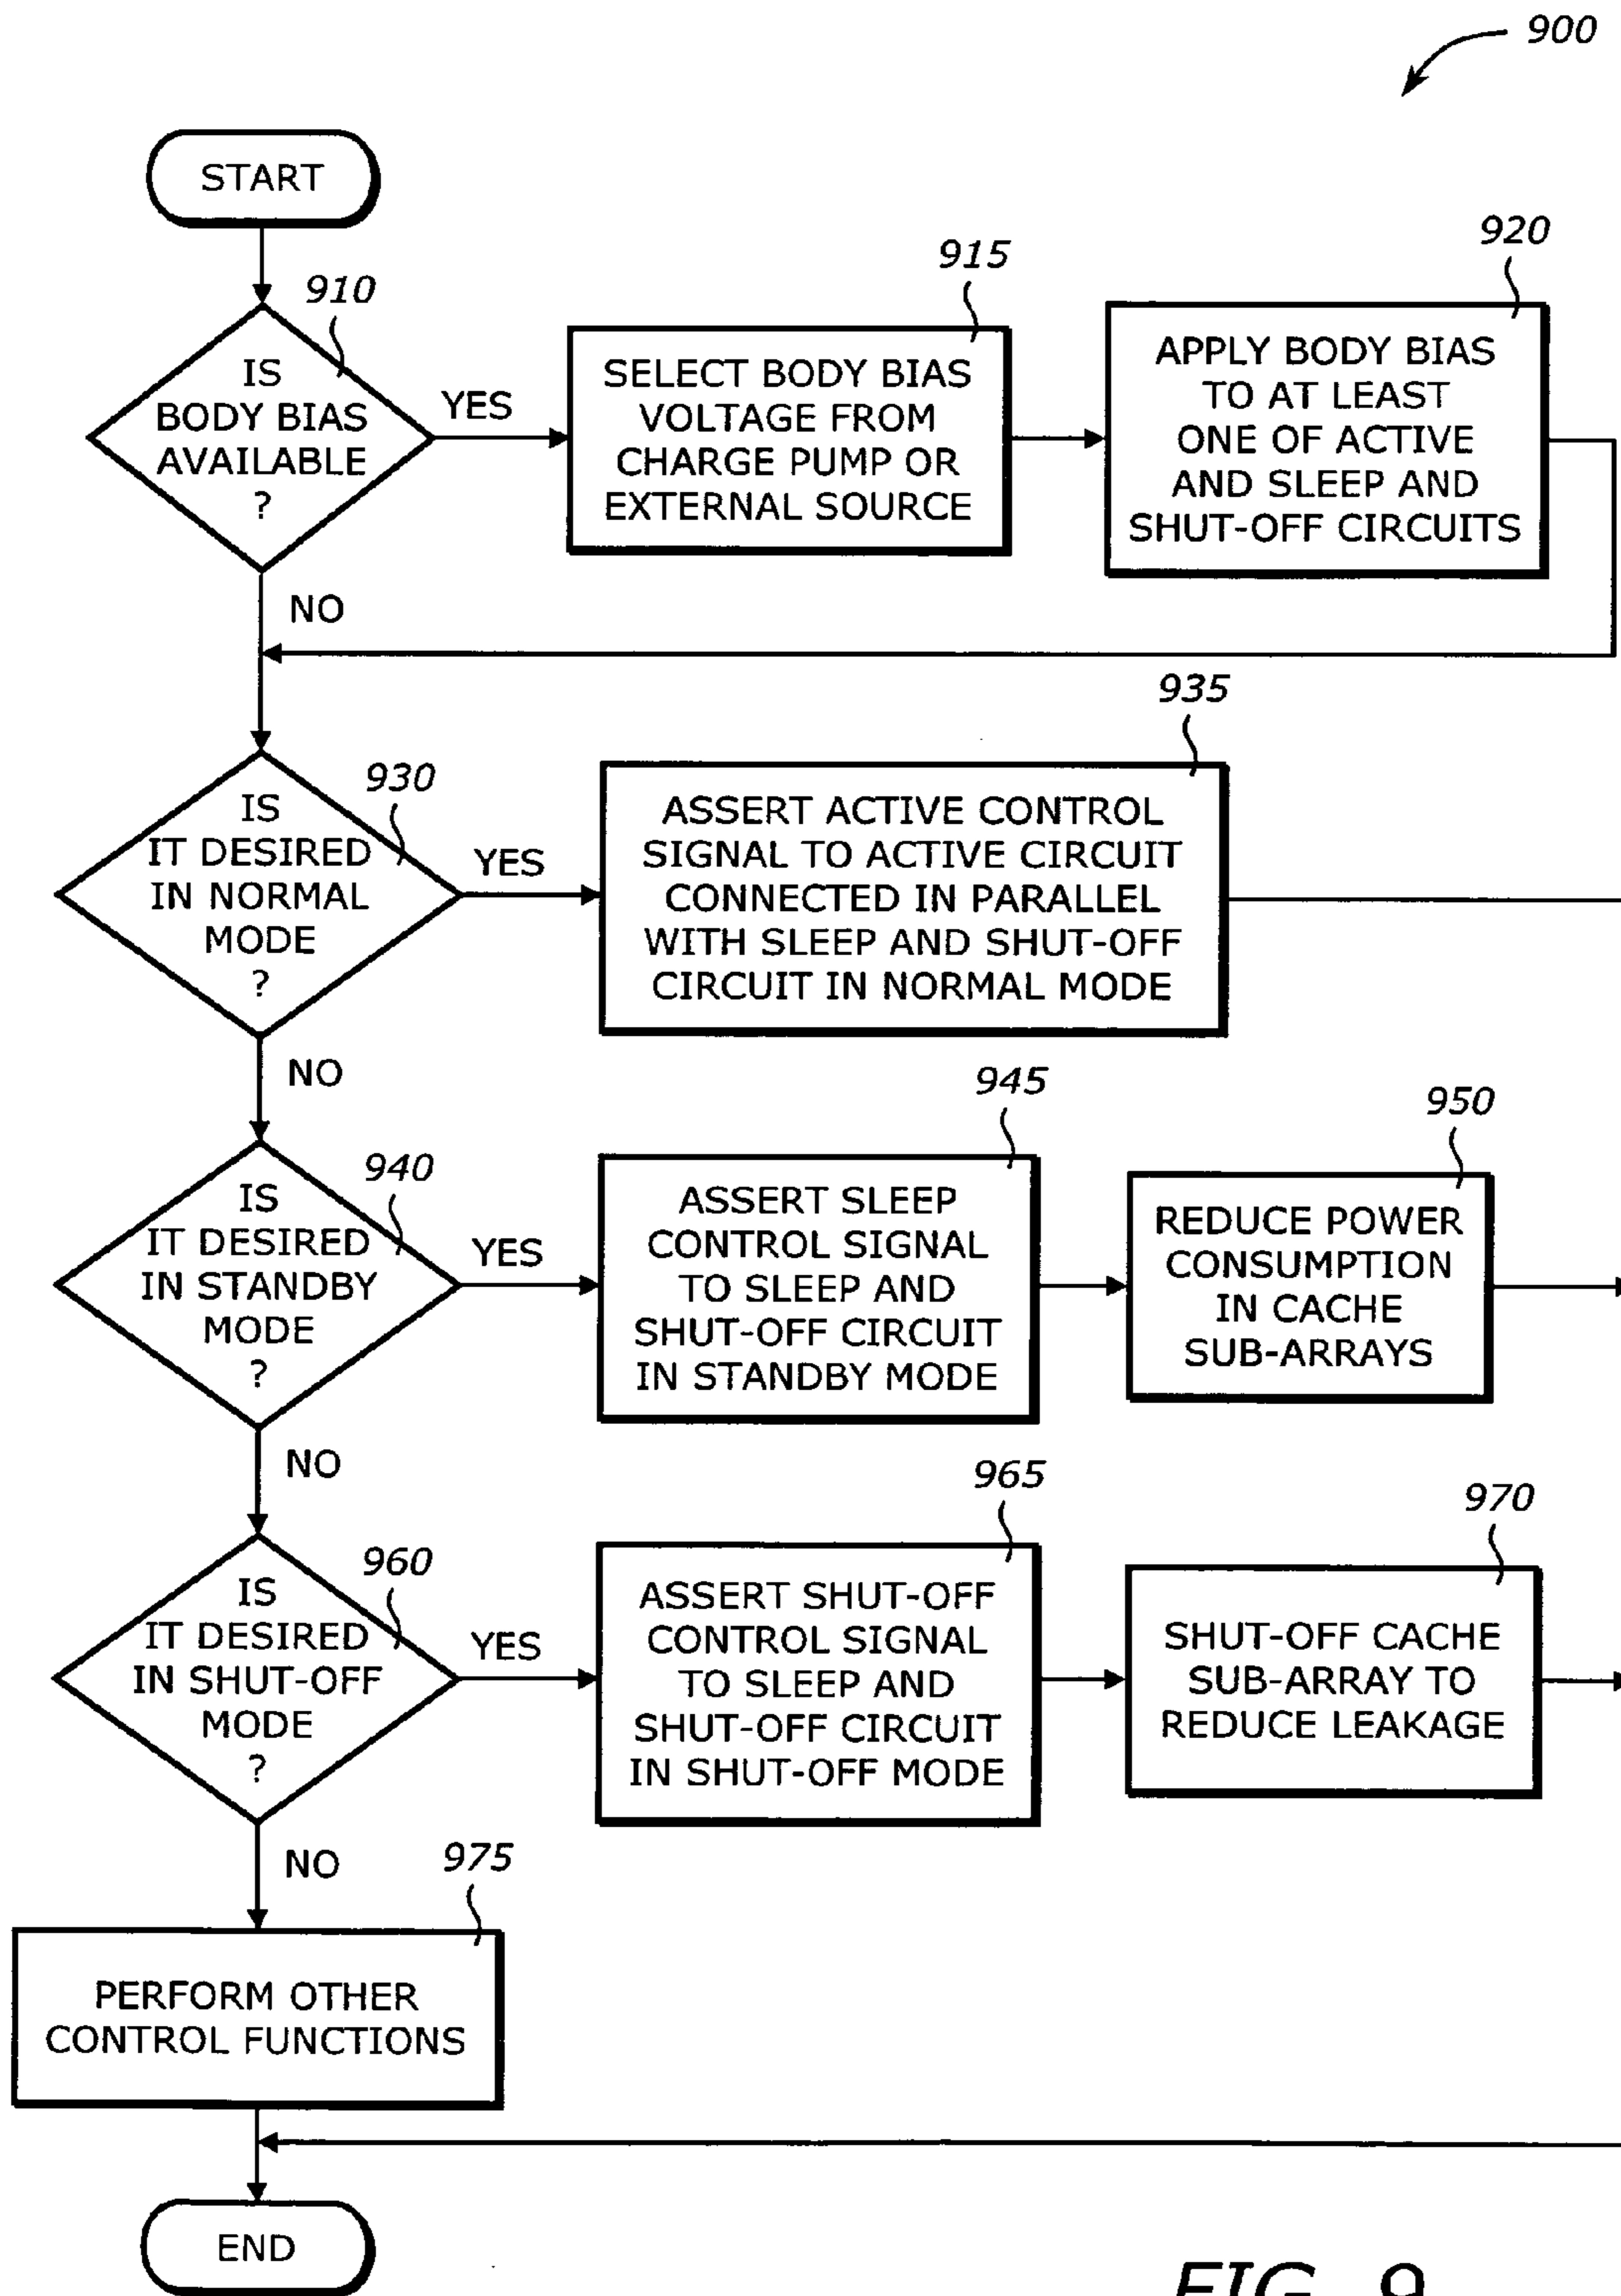 900
START
910
IS
BODY BIAS
AVAILABLE
?
YES
NO
915
SELECT BODY BIAS
VOLTAGE FROM
CHARGE PUMP OR
EXTERNAL SOURCE
920
APPLY BODY BIAS
TO AT LEAST
ONE OF ACTIVE
AND SLEEP AND
SHUT-OFF CIRCUITS
930
IS
IT DESIRED
IN NORMAL
MODE
?
YES
NO
935
ASSERT ACTIVE CONTROL
SIGNAL TO ACTIVE CIRCUIT
CONNECTED IN PARALLEL
WITH SLEEP AND SHUT-OFF
CIRCUIT IN NORMAL MODE
940
IS
IT DESIRED
IN STANDBY
MODE
?
YES
NO
945
ASSERT SLEEP
CONTROL SIGNAL
TO SLEEP AND
SHUT-OFF CIRCUIT
IN STANDBY MODE
950
REDUCE POWER
CONSUMPTION
IN CACHE
SUB-ARRAYS
960
IS
IT DESIRED
IN SHUT-OFF
MODE
?
YES
NO
965
ASSERT SHUT-OFF
CONTROL SIGNAL
TO SLEEP AND
SHUT-OFF CIRCUIT
IN SHUT-OFF MODE
970
SHUT-OFF CACHE
SUB-ARRAY TO
REDUCE LEAKAGE
975
PERFORM OTHER
CONTROL FUNCTIONS
END
FIG. 9